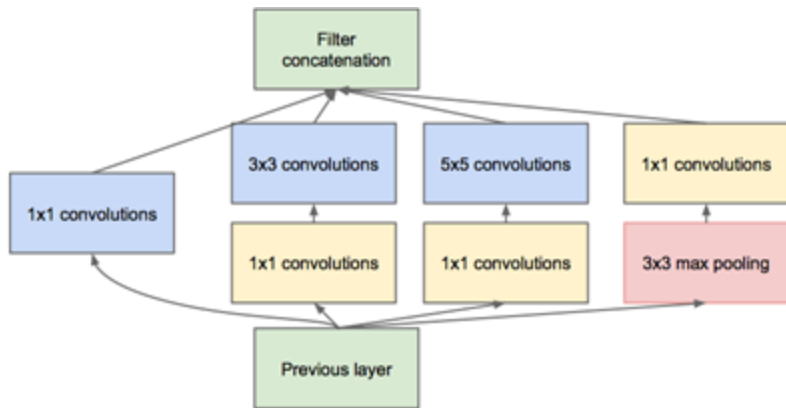 Filter
concatenation
3x3 convolutions
5x5 convolutions
1x1 convolutions
1x1 convolutions
1x1 convolutions
1x1 convolutions
3x3 max pooling
Previous layer